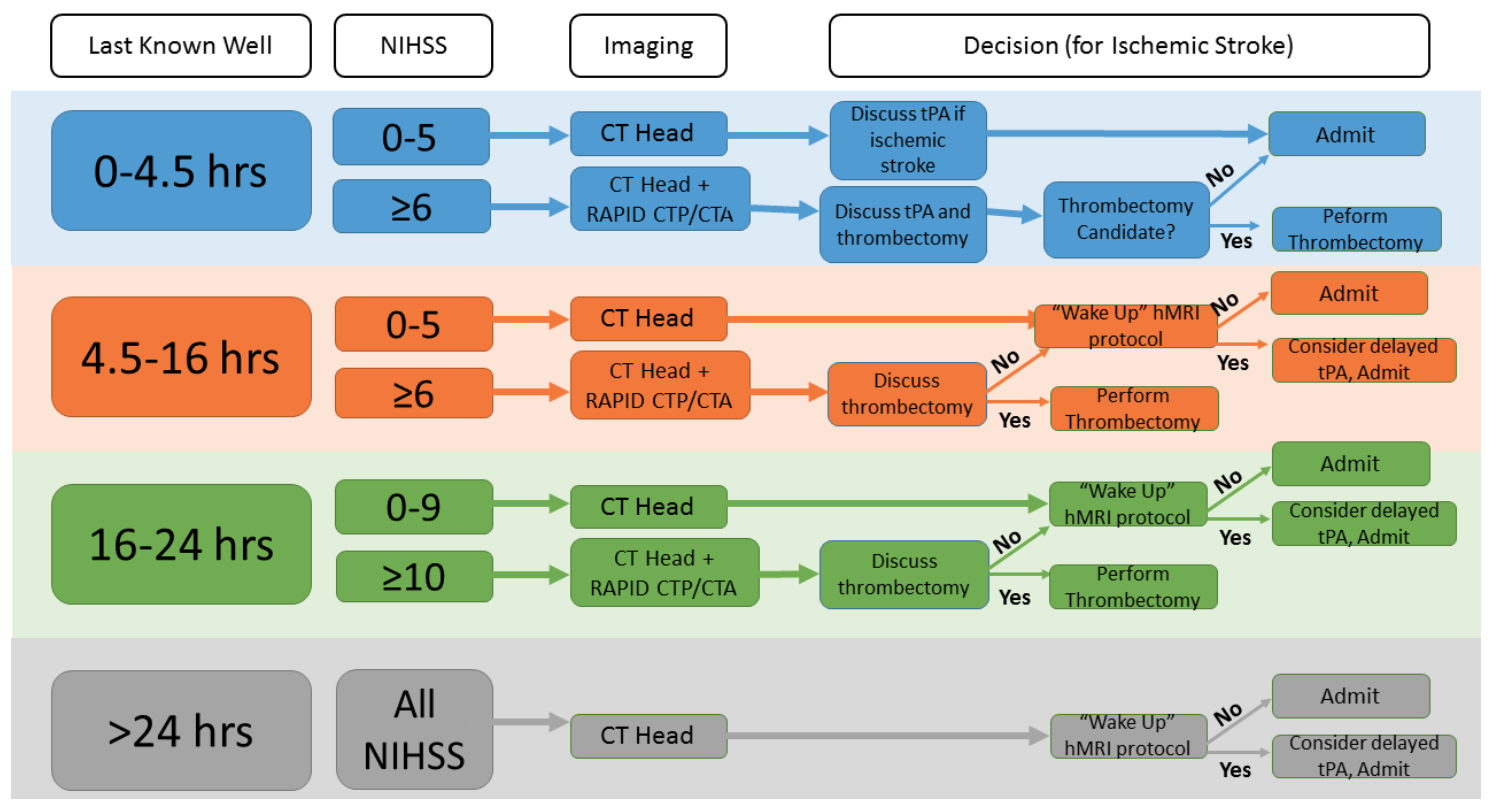 Last Known Well
NIHSS
Imaging
Decision (for Ischemic Stroke)
0-4.5 hrs
0-5
CT Head
Discuss tPA if
ischemic
stroke
Admit
≥6
CT Head +
RAPID CTP/CTA
Discuss tPA and
thrombectomy
Thrombectomy
Candidate?
No
Yes
Peform
Thrombectomy
4.5-16 hrs
0-5
CT Head
“Wake Up” hMRI
protocol
No
Admit
Yes
Consider delayed
tPA, Admit
≥6
CT Head +
RAPID CTP/CTA
Discuss
thrombectomy
No
Yes
Perform
Thrombectomy
16-24 hrs
0-9
CT Head
“Wake Up”
hMRI protocol
No
Admit
Yes
Consider delayed
tPA, Admit
≥10
CT Head +
RAPID CTP/CTA
Discuss
thrombectomy
No
Yes
Perform
Thrombectomy
>24 hrs
All
NIHSS
CT Head
“Wake Up”
hMRI protocol
No
Admit
Yes
Consider delayed
tPA, Admit